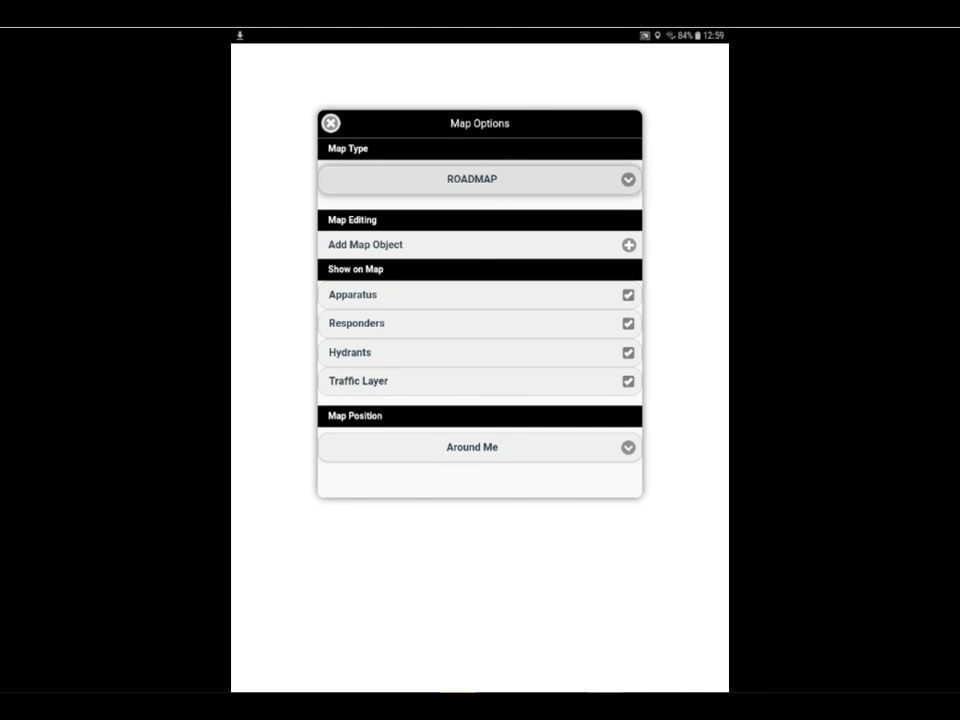 84% 12:59
Map Options
Map Type
ROADMAP
Map Editing
Add Map Object
Show on Map
Apparatus
Responders
Hydrants
Traffic Layer
Map Position
Around Me